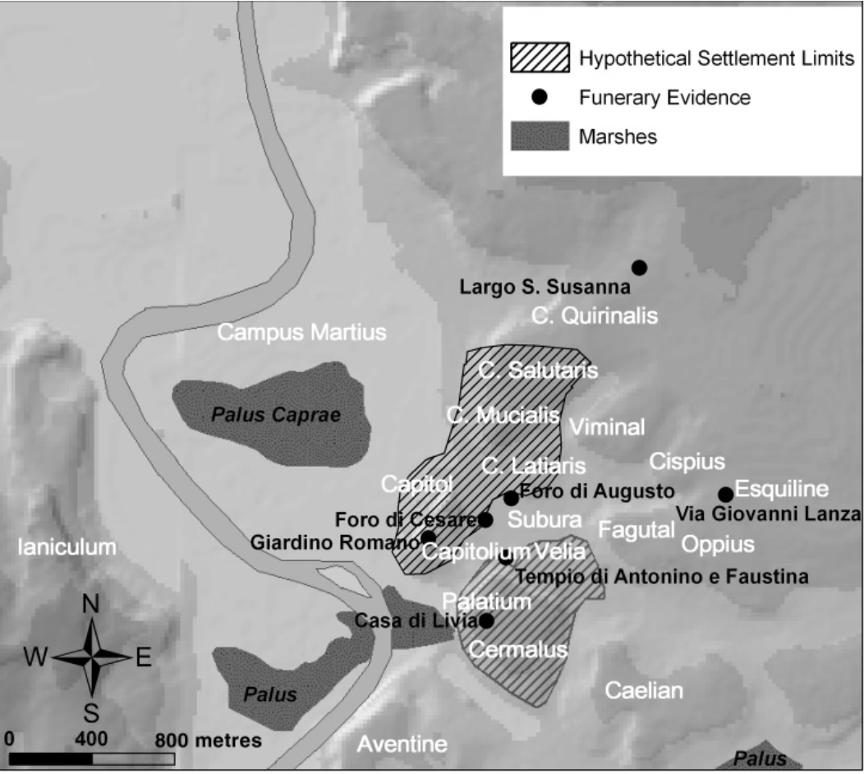 Hypothetical Settlement Limits
Funerary Evidence
Marshes
Largo S. Susanna
C. Quirinalis
Campus Martius
C. Salutaris
Palus Caprae
C. Mucialis
Viminal
Cispius
C. Latiaris
Capitol
Esquiline
Foro di Augusto
Via Giovanni Lanza
Foro di Cesare
Subura
Fagutal
Giardino Romano
Oppius
Ianiculum
Capitolium
Velia
Tempio di Antonino e Faustina
Palatium
Casa di Livia
Cermalus
N
W
E
S
Palus
Caelian
0 400 800 metres
Aventine
Palus